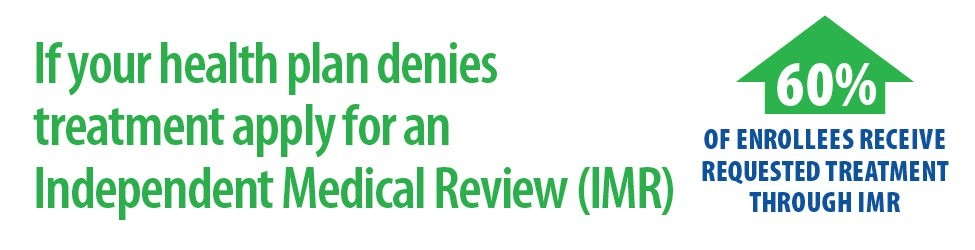 If your health plan denies
treatment apply for an
Independent Medical Review (IMR)
60%
OF ENROLLEES RECEIVE
REQUESTED TREATMENT
THROUGH IMR